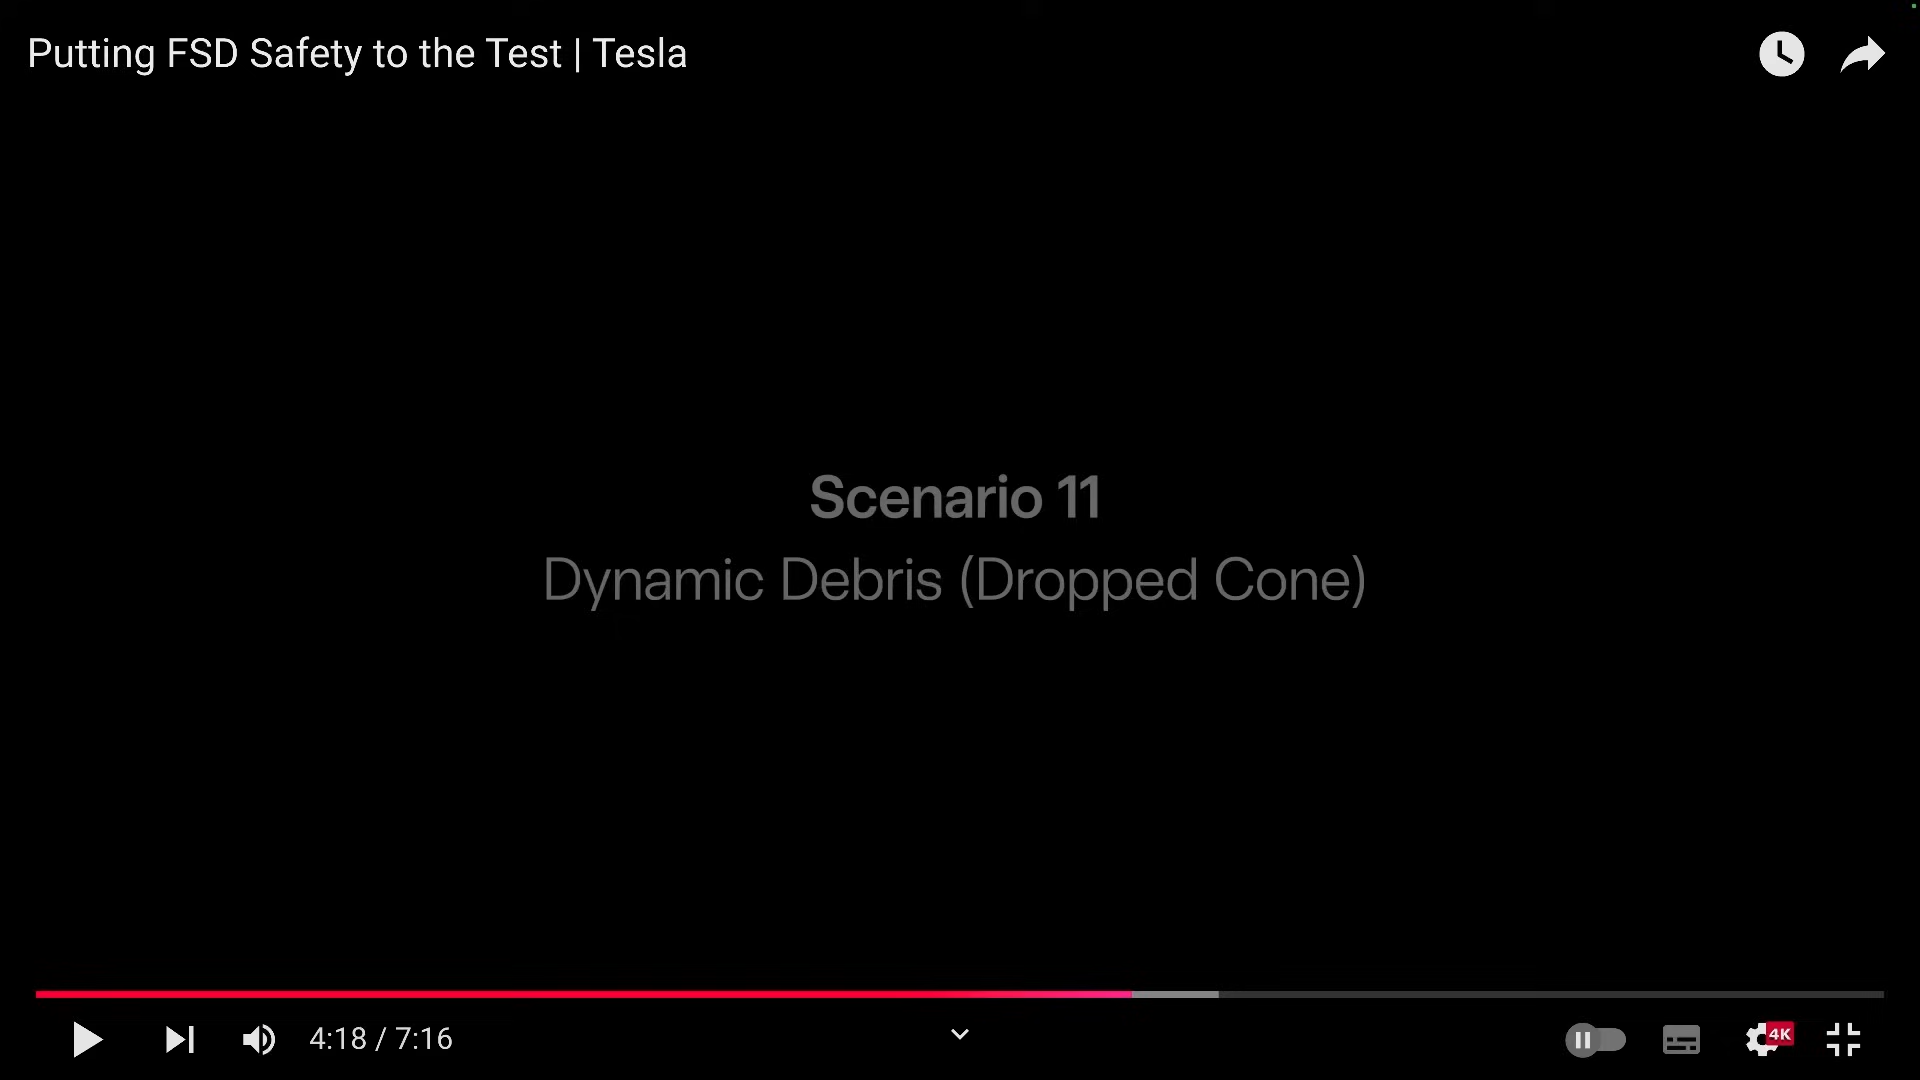 Putting FSD Safety to the Test | Tesla
Scenario 11
Dynamic Debris (Dropped Cone)
4:18 / 7:16
4K